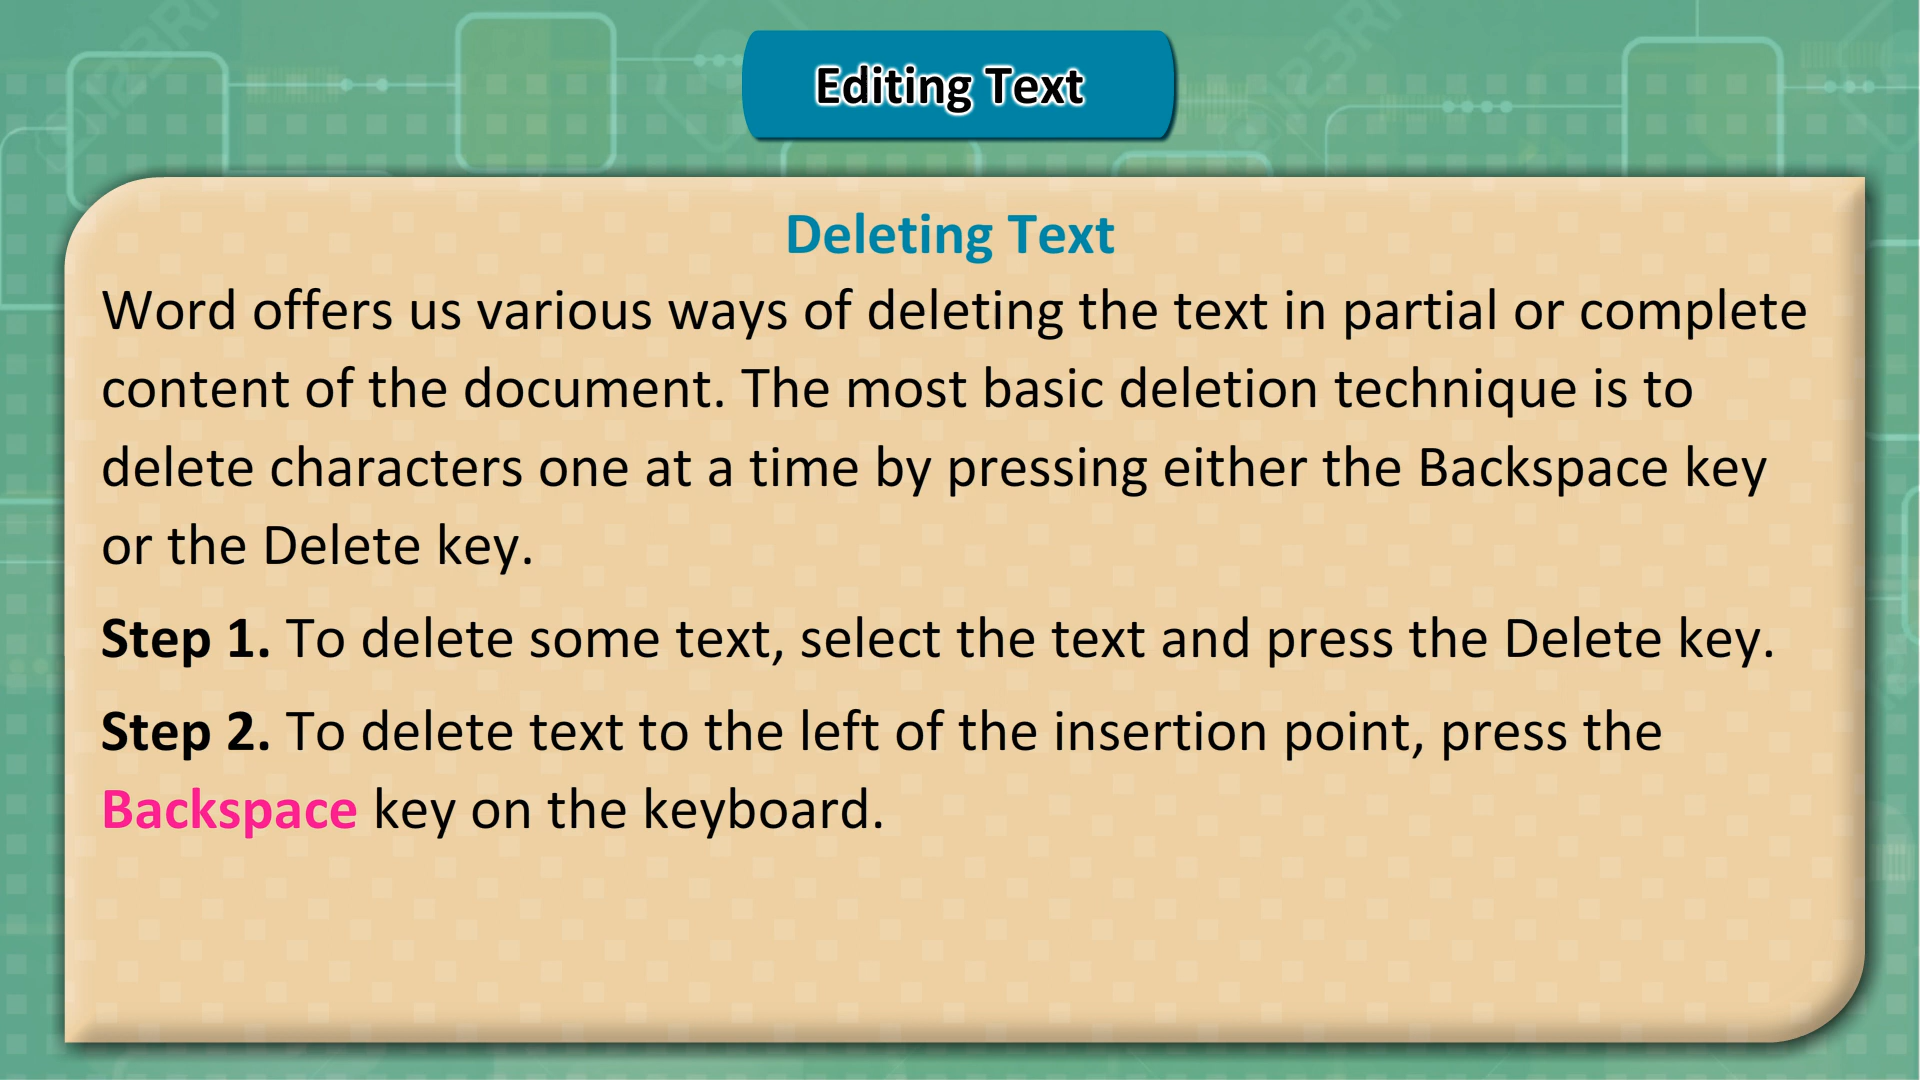 Editing Text
Deleting Text
Word offers us various ways of deleting the text in partial or complete
content of the document. The most basic deletion technique is to
delete characters one at a time by pressing either the Backspace key
or the Delete key.
Step 1. To delete some text, select the text and press the Delete key.
Step 2. To delete text to the left of the insertion point, press the
Backspace key on the keyboard.